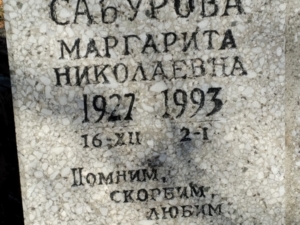 САБУРОВА
МАРГАРИТА
НИКОЛАЕВНА
1927 1993
16-XII 2-I
Помним,
скорбим,
любим